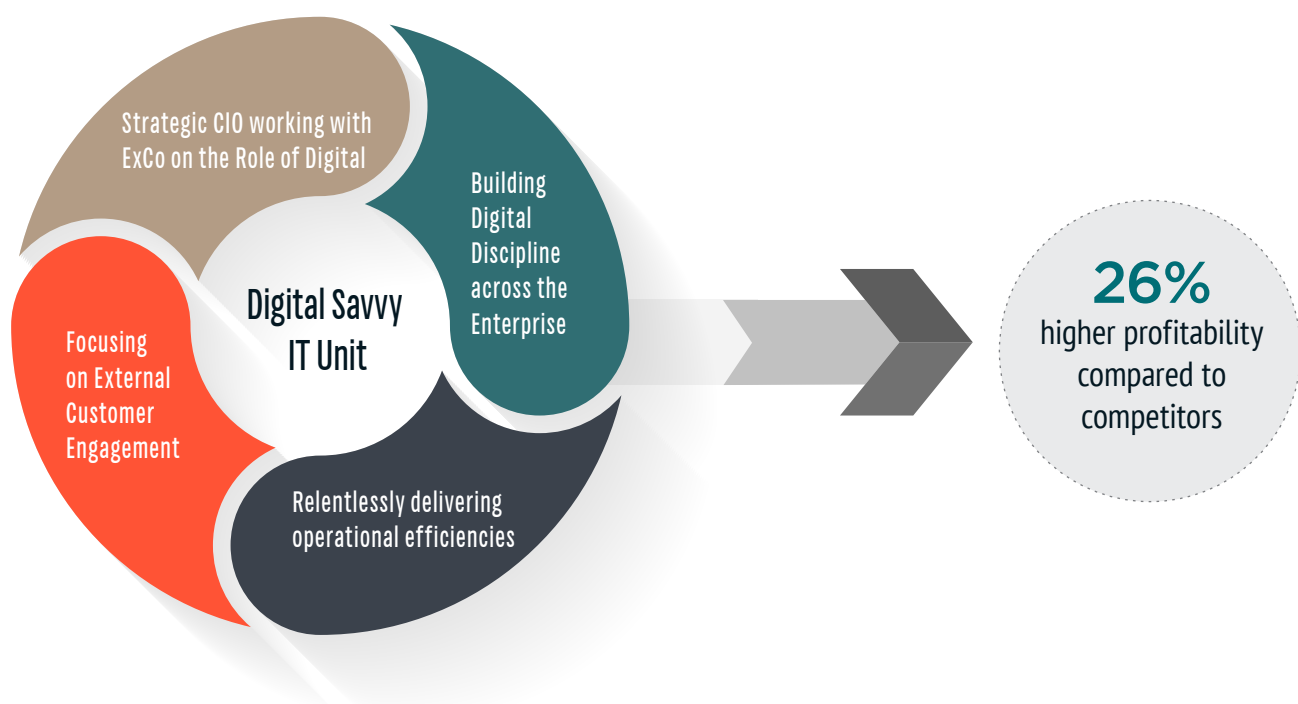 Strategic CIO working with
ExCo on the Role of Digital
Building
Digital
Discipline
across the
Enterprise
Digital Savvy
IT Unit
Focusing
on External
Customer
Engagement
Relentlessly delivering
operational efficiencies
26%
higher profitability
compared to
competitors